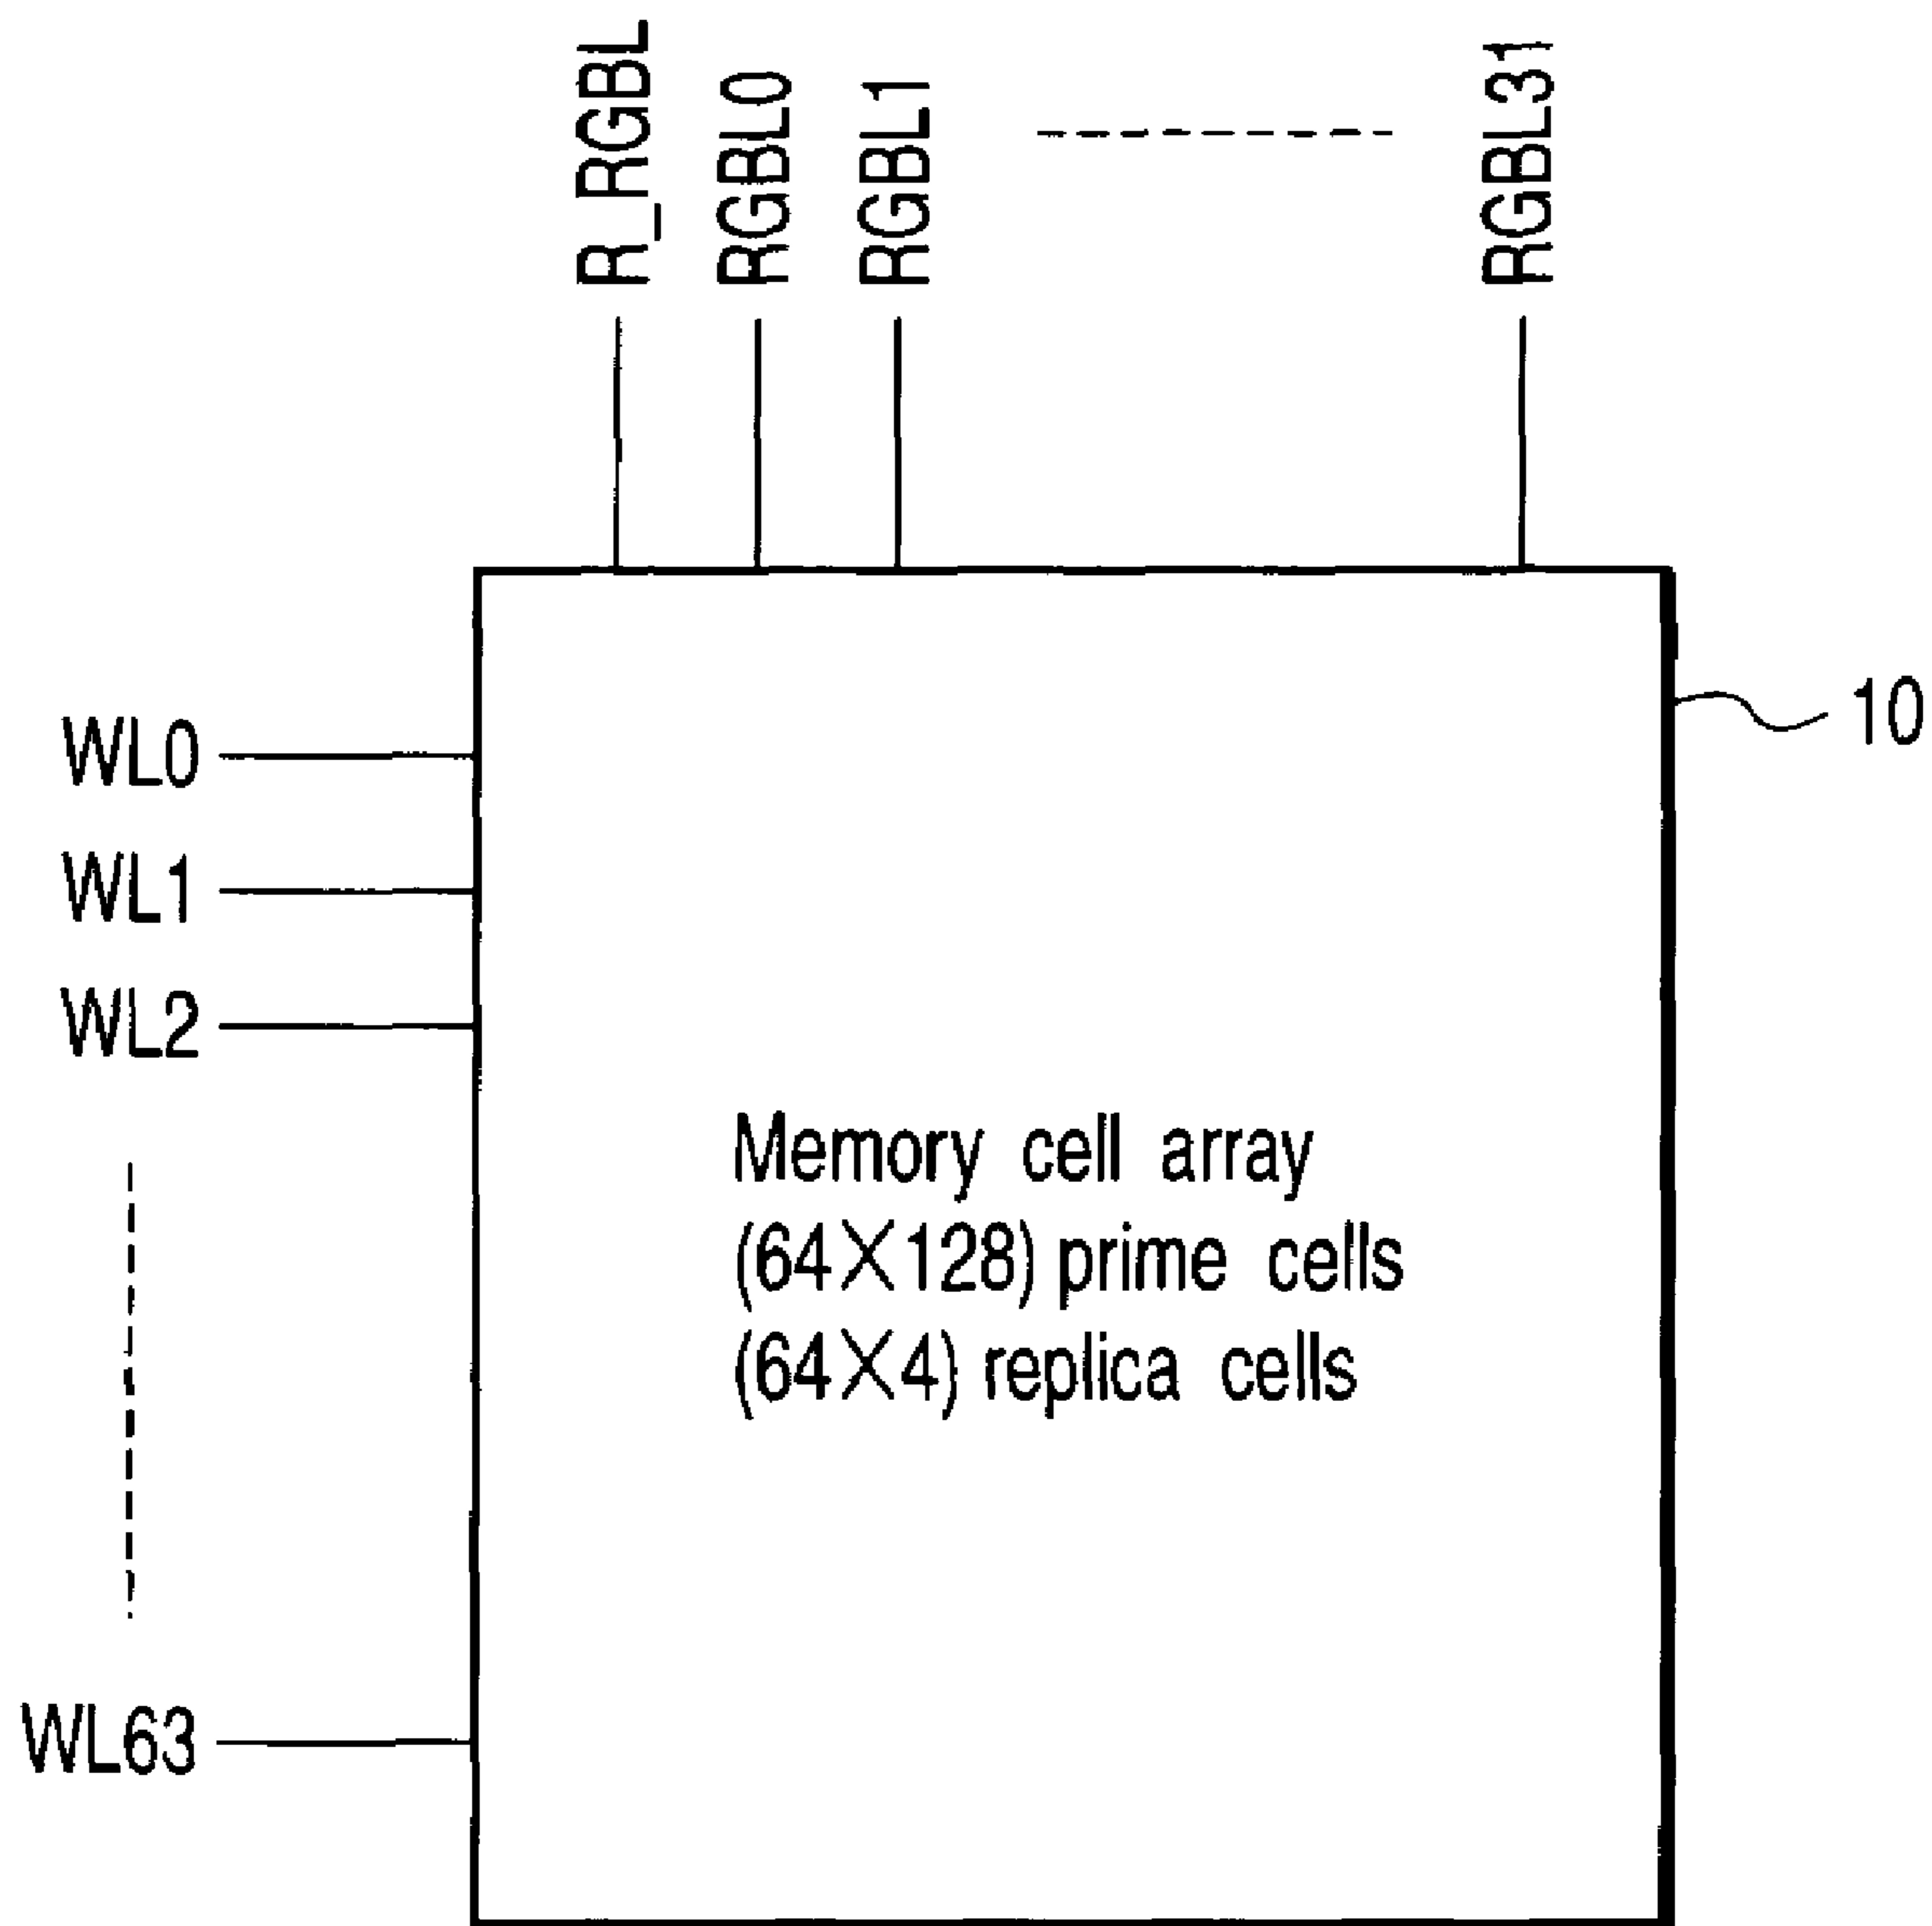 R_RGBL
RGBL0
RGBL1
RGBL31
10
WL0
WL1
WL2
WL63
Memory cell array
(64×128) prime cells
(64×4) replica cells